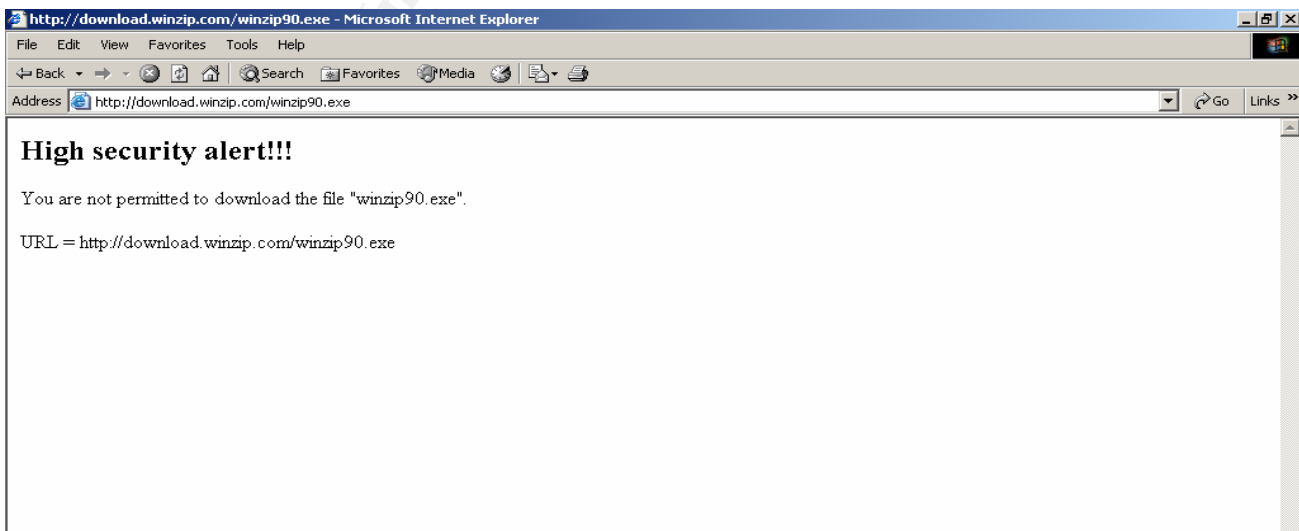 http://download.winzip.com/winzip90.exe - Microsoft Internet Explorer
File Edit View Favorites Tools Help
Back Search Favorites Media
Address http://download.winzip.com/winzip90.exe Go Links »
High security alert!!!
You are not permitted to download the file "winzip90.exe".
URL = http://download.winzip.com/winzip90.exe